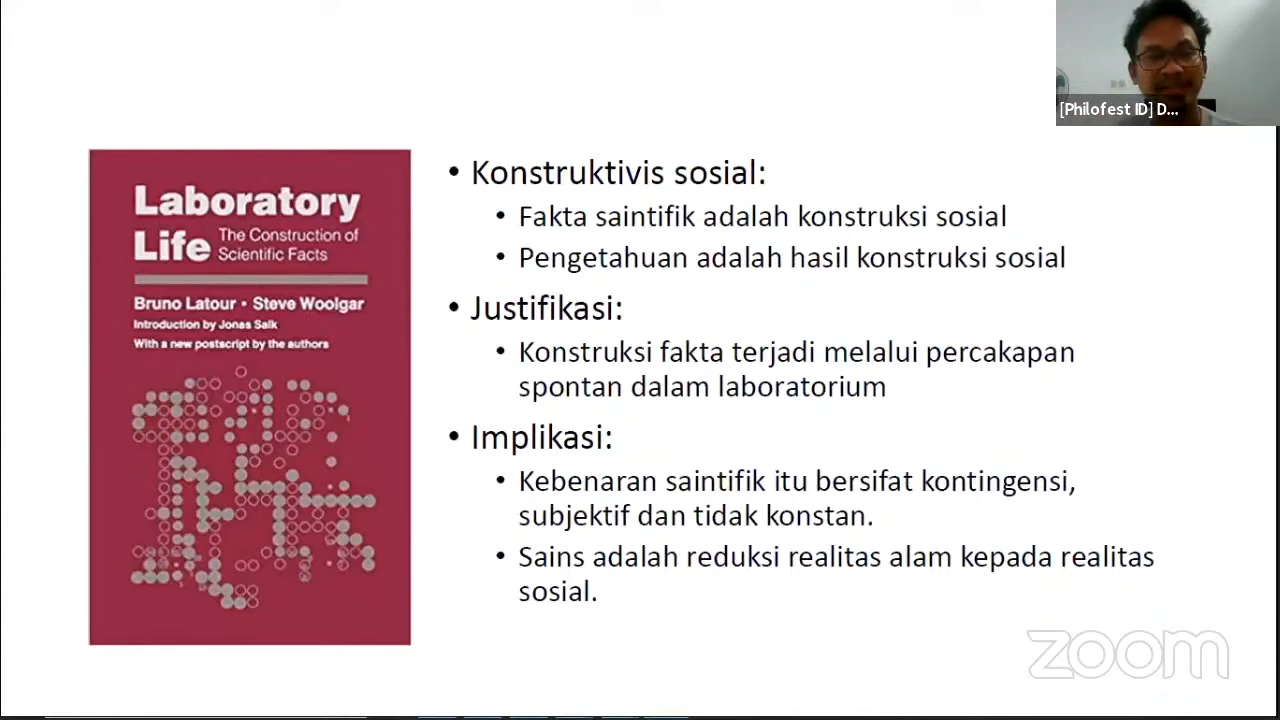 [Philofest ID] D...
Laboratory
Life The Construction of
Scientific Facts
Bruno Latour • Steve Woolgar
Introduction by Jonas Salk
With a new postscript by the authors
• Konstruktivis sosial:
• Fakta saintifik adalah konstruksi sosial
• Pengetahuan adalah hasil konstruksi sosial
• Justifikasi:
• Konstruksi fakta terjadi melalui percakapan
spontan dalam laboratorium
• Implikasi:
• Kebenaran saintifik itu bersifat kontingensi,
subjektif dan tidak konstan.
• Sains adalah reduksi realitas alam kepada realitas
sosial.
zoom